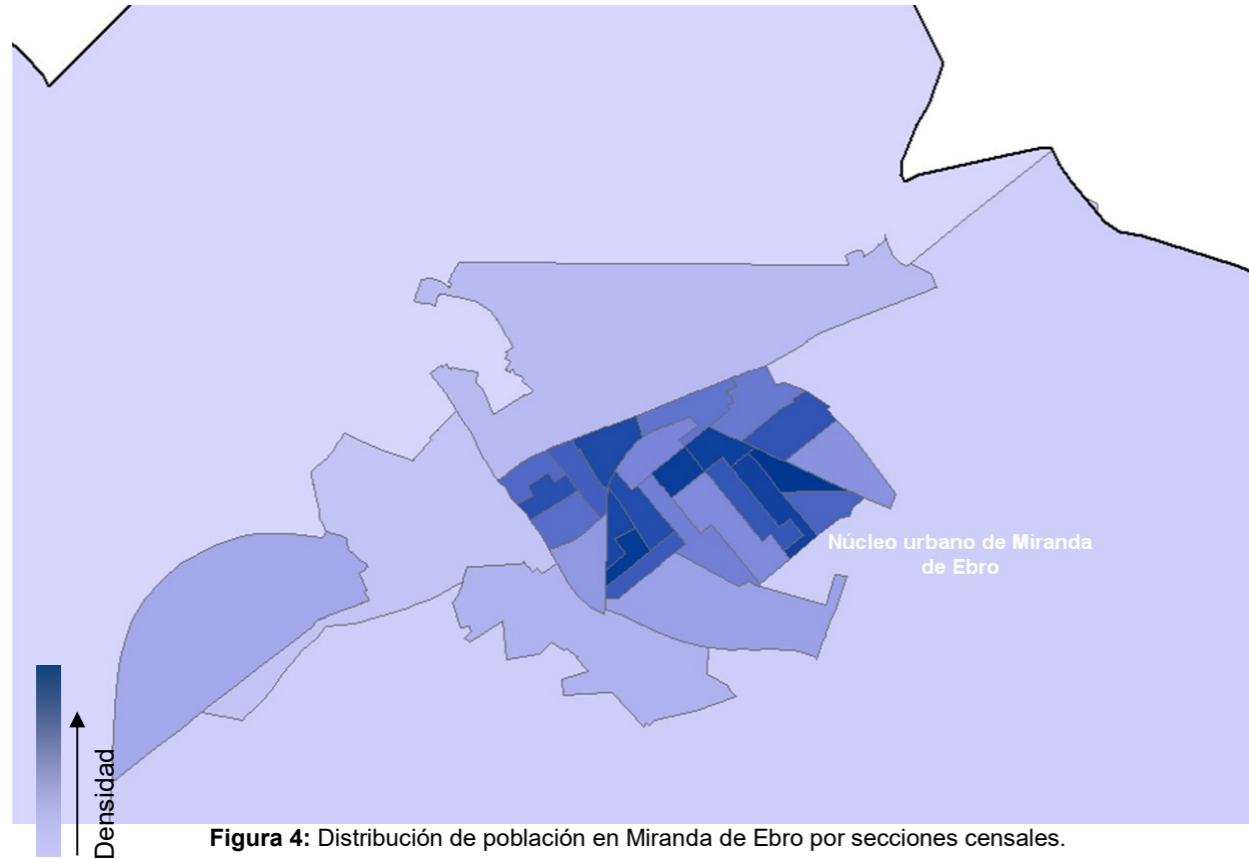 Núcleo urbano de Miranda
de Ebro
Densidad
Figura 4: Distribución de población en Miranda de Ebro por secciones censales.